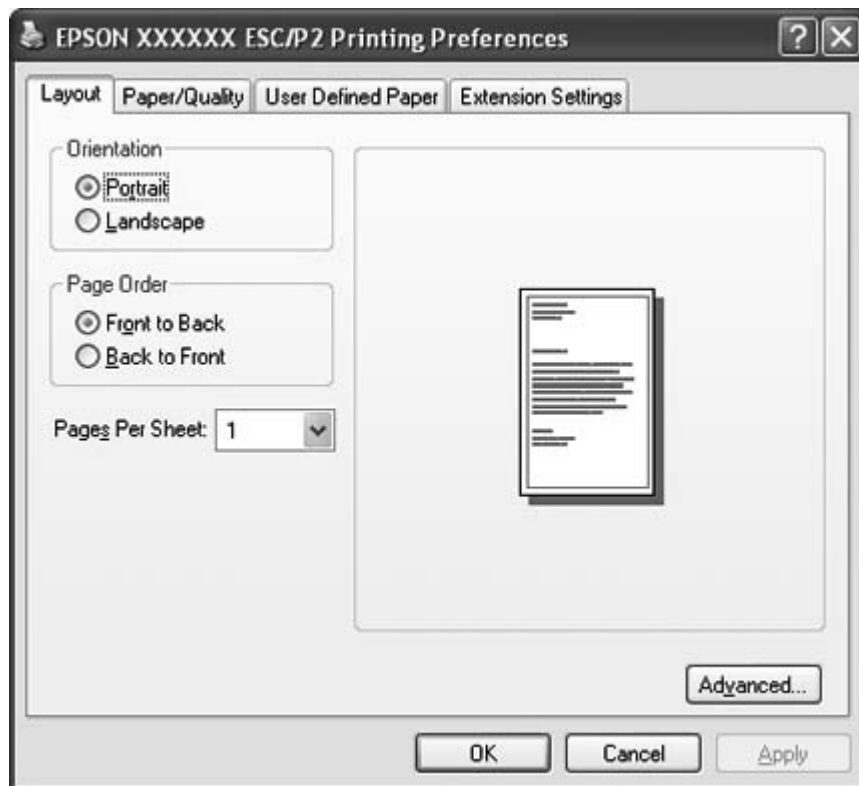 EPSON XXXXXX ESC/P2 Printing Preferences
Layout Paper/Quality User Defined Paper Extension Settings
Orientation
Portrait
Landscape
Page Order
Front to Back
Back to Front
Pages Per Sheet: 1
Advanced...
OK Cancel Apply